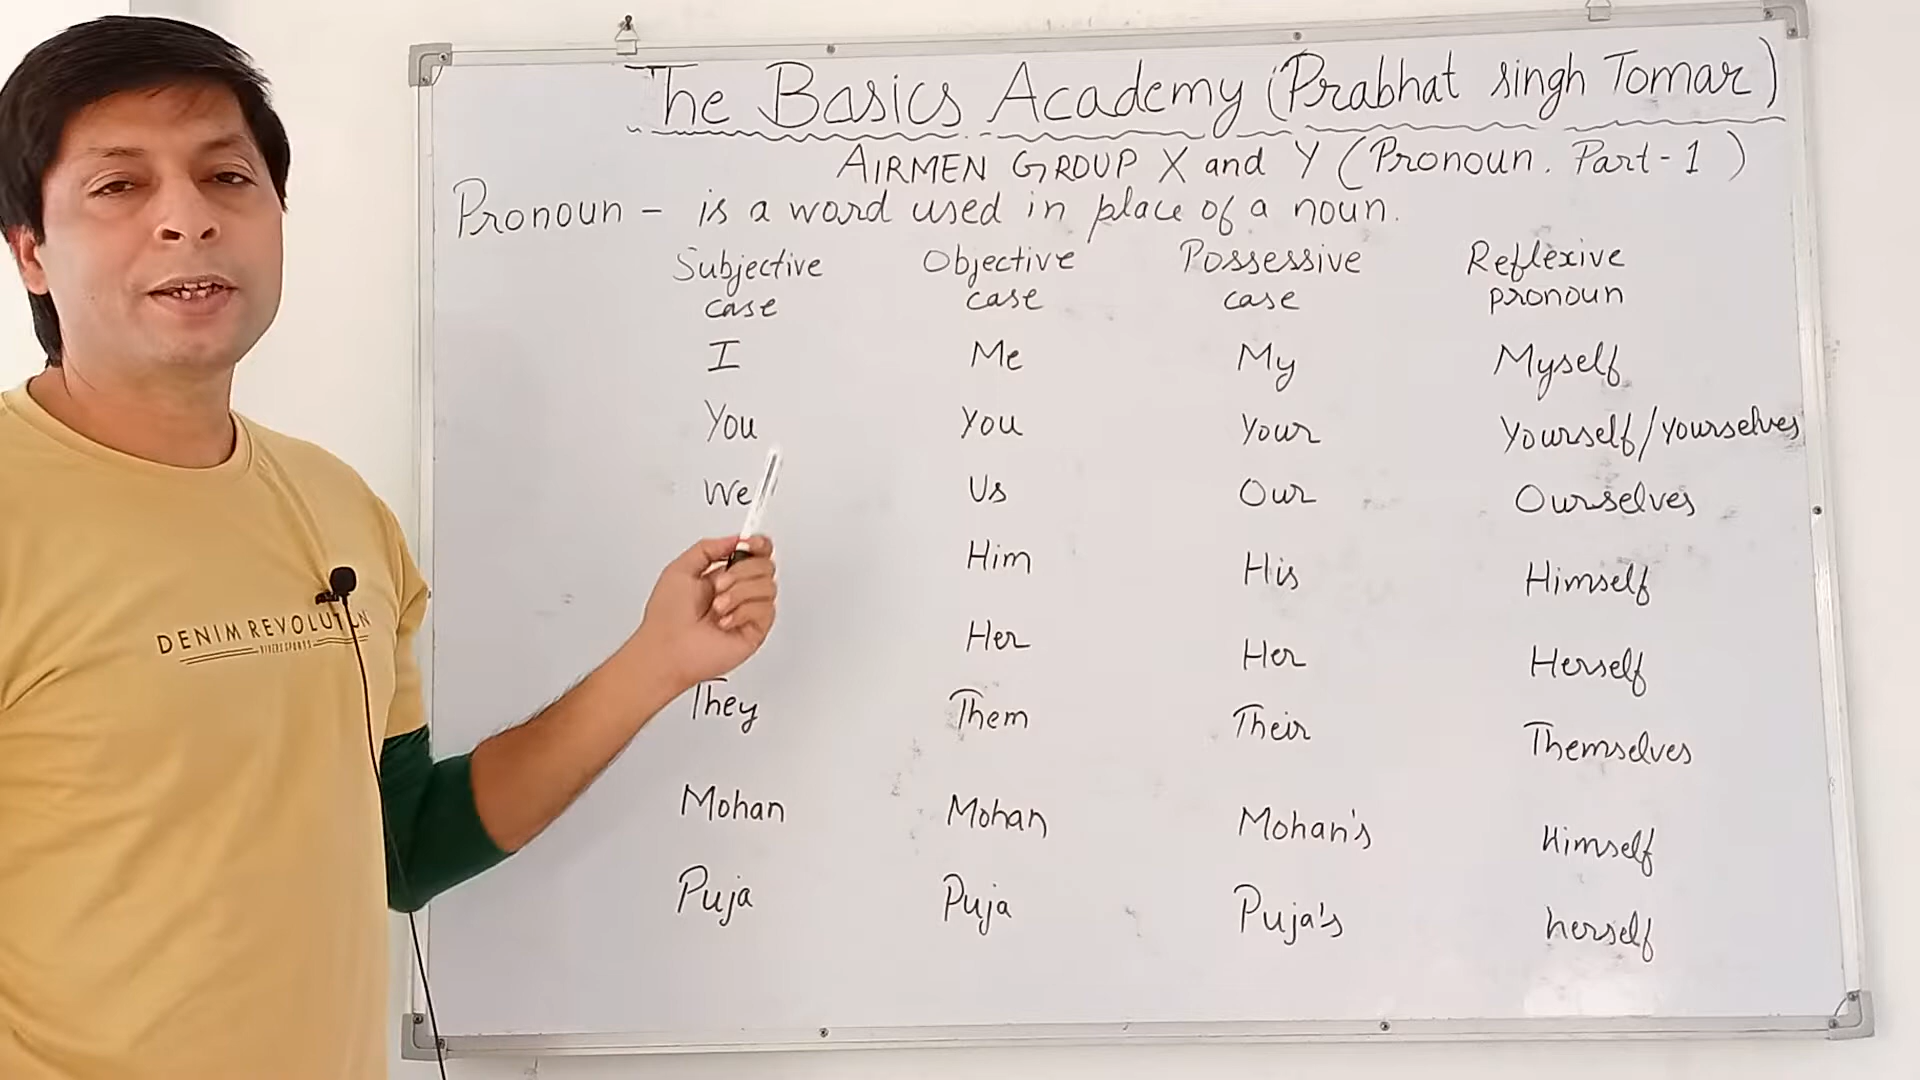 The Basics Academy (Prabhat singh Tomar)
AIRMEN GROUP X and Y (Pronoun. Part-1)
Pronoun - is a word used in place of a noun.
Subjective case Objective case Possessive case Reflexive pronoun
I Me My Myself
You You Your Yourself/Yourselves
We Us Our Ourselves
Him His Himself
Her Her Herself
They Them Their Themselves
Mohan Mohan Mohan's Himself
Puja Puja Puja's herself
DENIM REVOLUTION